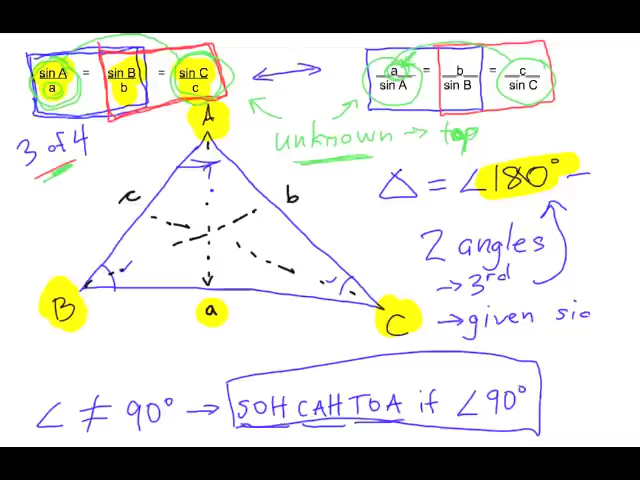 sin A / a = sin B / b = sin C / c ⟷ a / sin A = b / sin B = c / sin C
3 of 4
unknown → top
A
c
b
B
a
C
△ = ∠180° –
2 angles
→ 3rd
→ given sid
∠ ≠ 90° → SOH CAH TOA if ∠90°